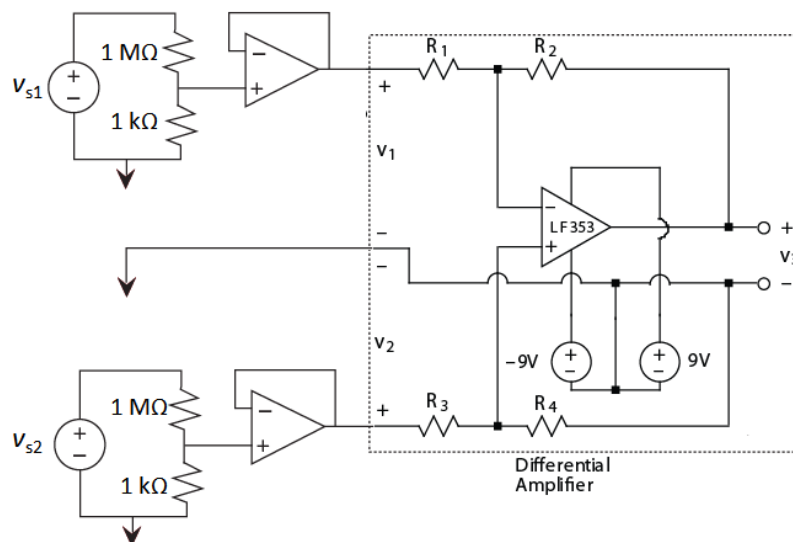 vs1
+
−
1 MΩ
1 kΩ
−
+
R1
R2
+
v1
−
−
v2
+
−
LF353
+
+
−
−9V
+
−
+
−
9V
R3
R4
Differential
Amplifier
vs2
+
−
1 MΩ
1 kΩ
−
+